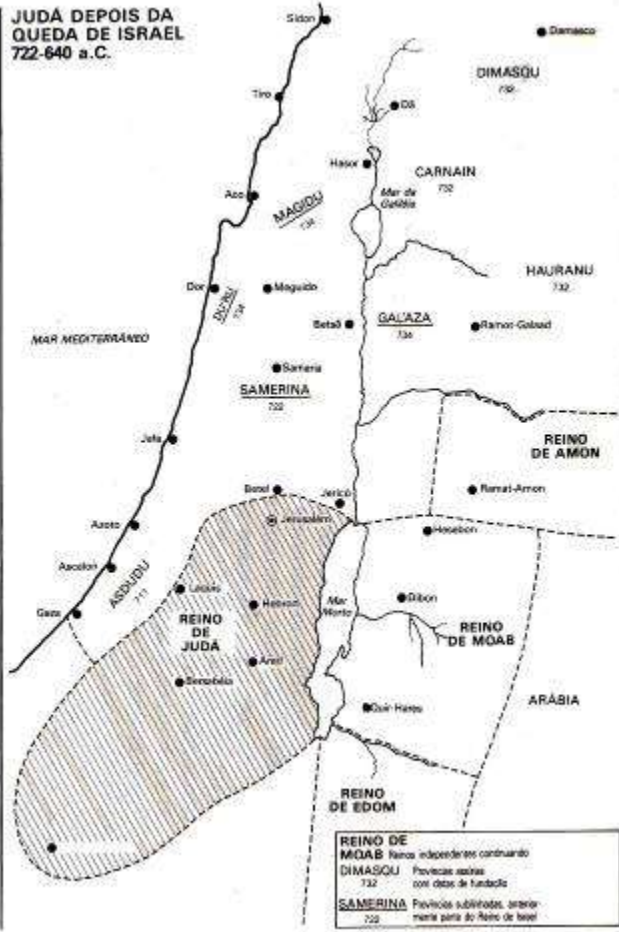 JUDÁ DEPOIS DA
QUEDA DE ISRAEL
722-640 a.C.
Sidon
Damasco
DIMASQU
732
Tiro
Dã
Hasor
CARNAIN
732
Mar da
Galiléia
Aco
MAGIDU
HAURANU
732
Dor
Meguido
DU'RU
Betsã
GAL'AZA
Ramot-Galaad
MAR MEDITERRÂNEO
Samaria
SAMERINA
722
Jafa
REINO
DE AMON
Betel
Jericó
Ramat-Amon
Jerusalém
Azoto
Hesebon
Ascalon
ASDUDU
711
Laquis
Gaza
Hebron
Mar
Morto
Dibon
REINO
DE
JUDÁ
REINO
DE MOAB
Arad
Bersabéia
ARÁBIA
Quir-Hares
REINO
DE EDOM
REINO DE
MOAB Reinos independentes continuando
DIMASQU Províncias assírias
732 com datas de fundação
SAMERINA Províncias sublinhadas, anterior-
722 mente parte do Reino de Israel